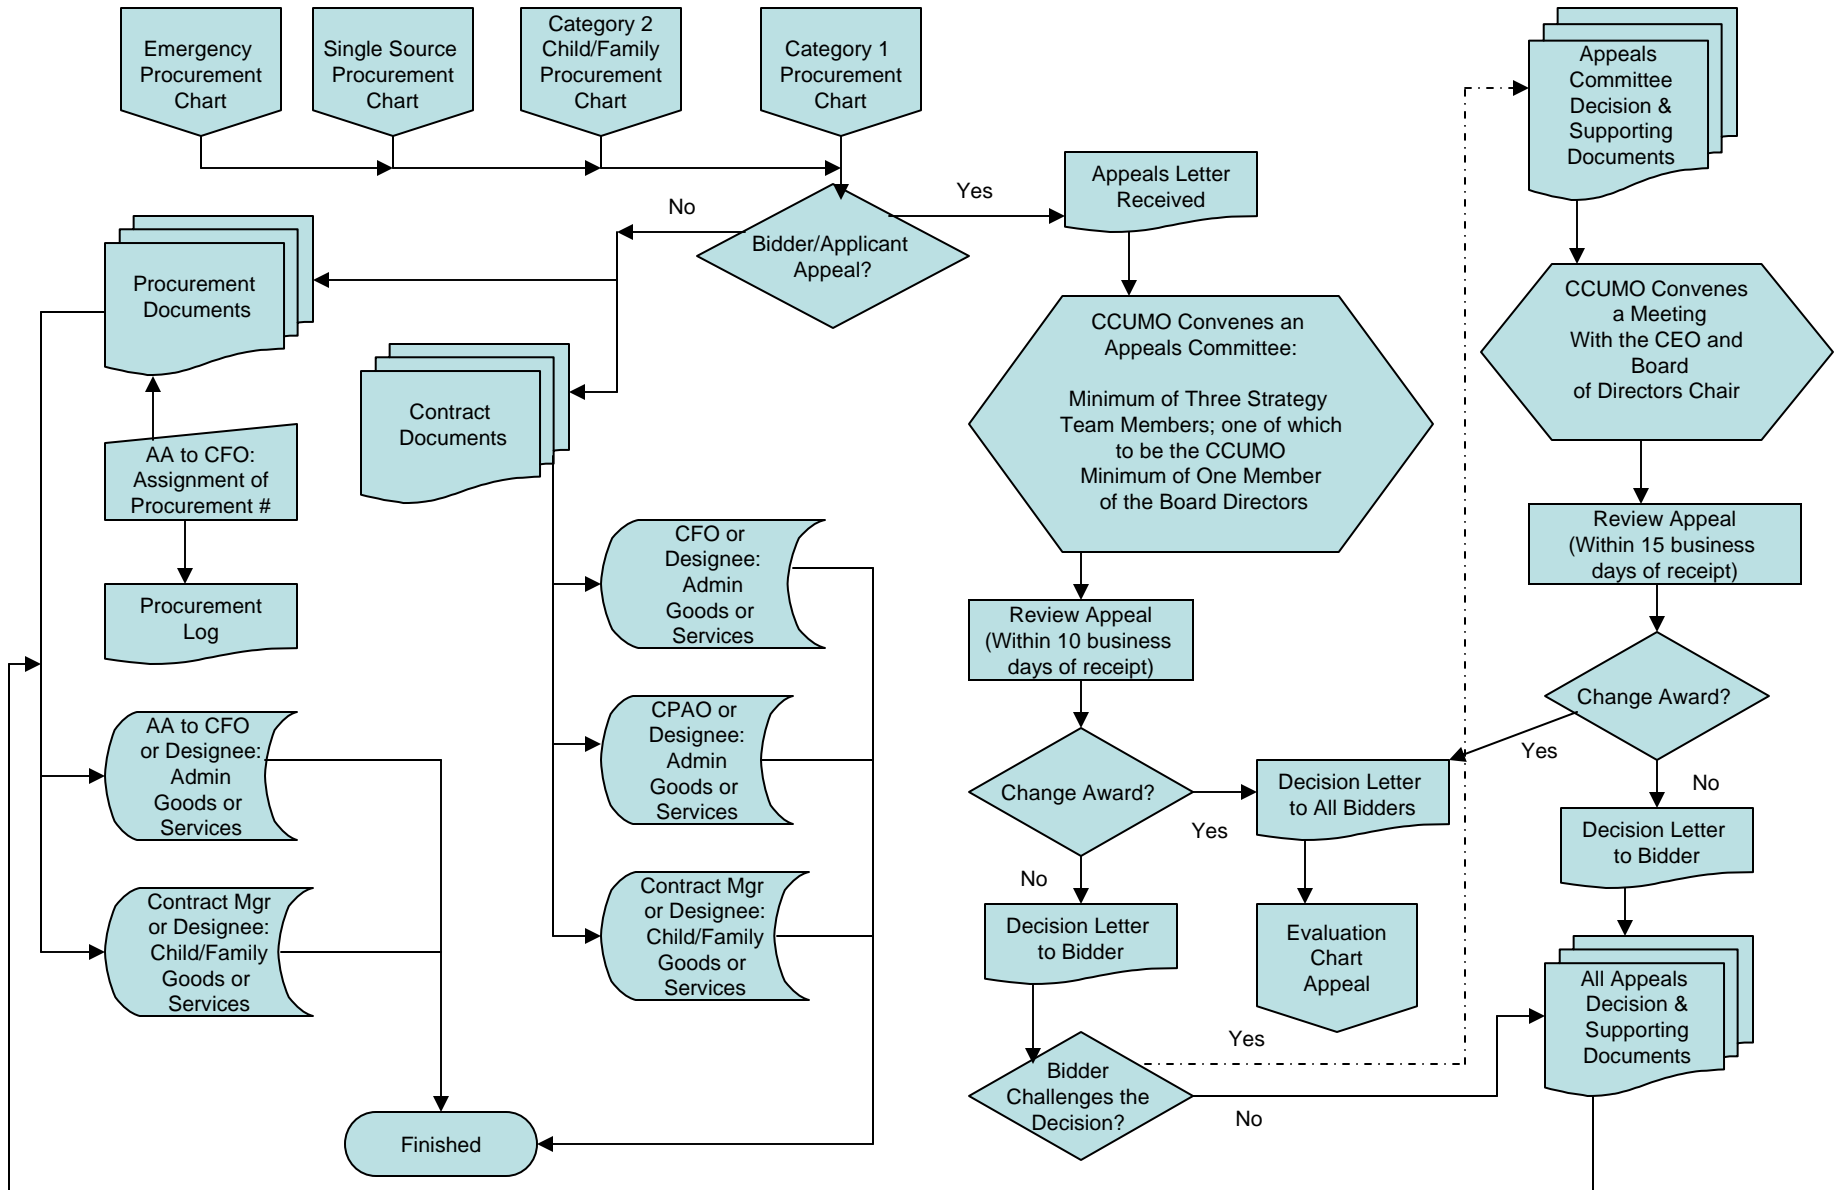 Emergency
Procurement
Chart
Single Source
Procurement
Chart
Category 2
Child/Family
Procurement
Chart
Category 1
Procurement
Chart
Appeals
Committee
Decision &
Supporting
Documents
Bidder/Applicant
Appeal?
No
Yes
Appeals Letter
Received
Procurement
Documents
Contract
Documents
AA to CFO:
Assignment of
Procurement #
Procurement
Log
AA to CFO
or Designee:
Admin
Goods or
Services
Contract Mgr
or Designee:
Child/Family
Goods or
Services
CFO or
Designee:
Admin
Goods or
Services
CPAO or
Designee:
Admin
Goods or
Services
Contract Mgr
or Designee:
Child/Family
Goods or
Services
Finished
CCUMO Convenes an
Appeals Committee:
Minimum of Three Strategy
Team Members; one of which
to be the CCUMO
Minimum of One Member
of the Board Directors
Review Appeal
(Within 10 business
days of receipt)
Change Award?
Yes
No
Decision Letter
to All Bidders
Decision Letter
to Bidder
Evaluation
Chart
Appeal
Bidder
Challenges the
Decision?
Yes
No
CCUMO Convenes
a Meeting
With the CEO and
Board
of Directors Chair
Review Appeal
(Within 15 business
days of receipt)
Change Award?
Yes
No
Decision Letter
to Bidder
All Appeals
Decision &
Supporting
Documents